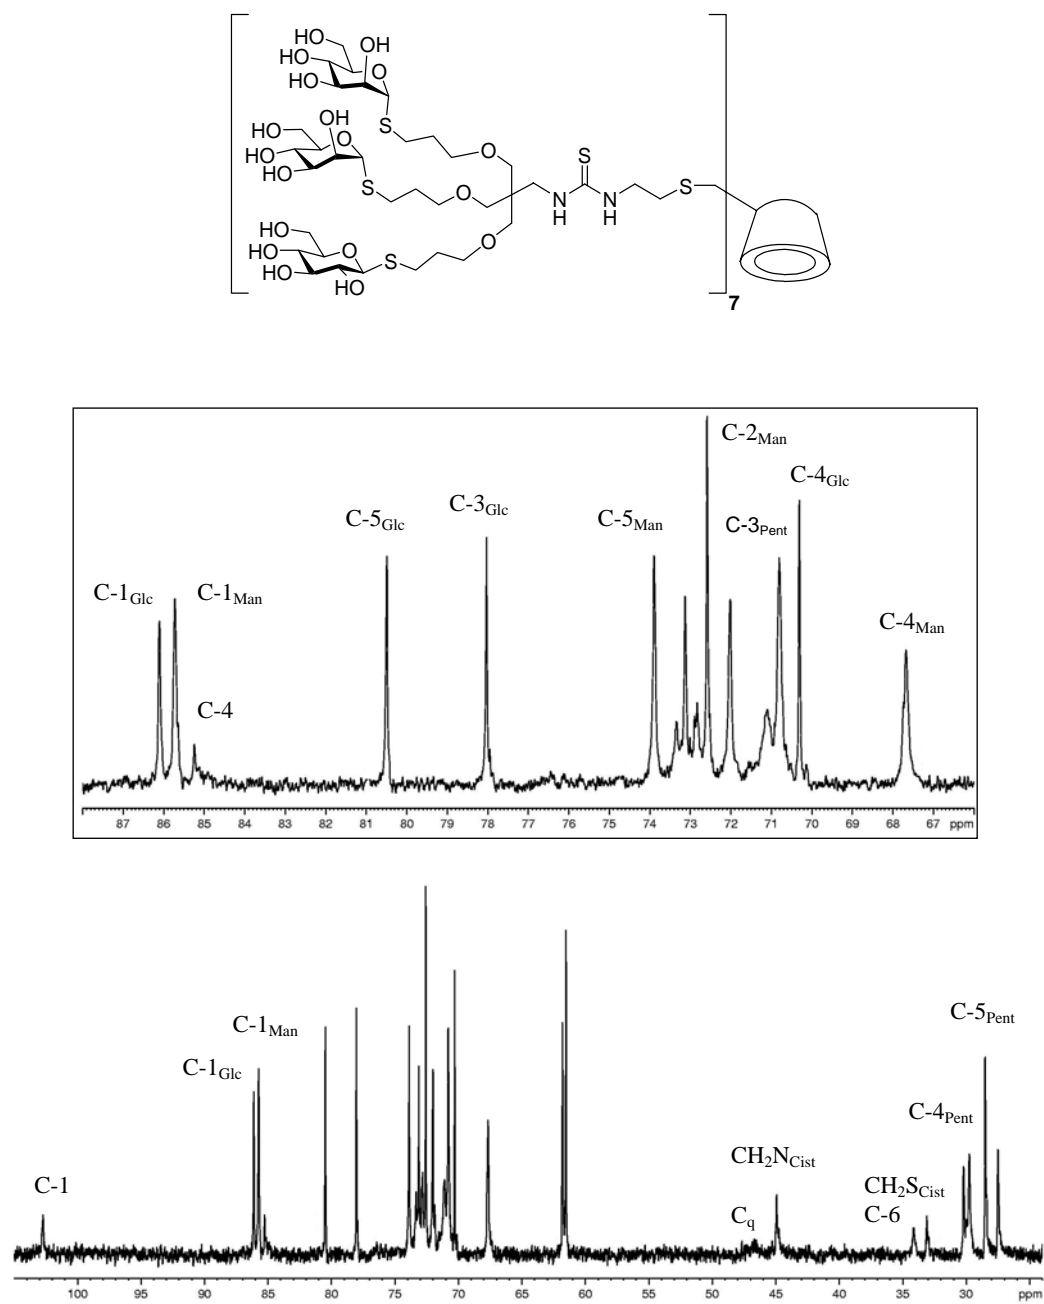 HO OH
HO O
HO
S
HO OH O
HO O
HO S O N N S
S H H
HO O
HO O S
HO OH
7
C-2Man
C-4Glc
C-3Glc
C-5Glc C-5Man C-3Pent
C-1Glc C-1Man
C-4Man
C-4
87 86 85 84 83 82 81 80 79 78 77 76 75 74 73 72 71 70 69 68 67 ppm
C-5Pent
C-1Man
C-1Glc
C-4Pent
CH2NCist
C-1 CH2SCist
Cq C-6
100 95 90 85 80 75 70 65 60 55 50 45 40 35 30 ppm